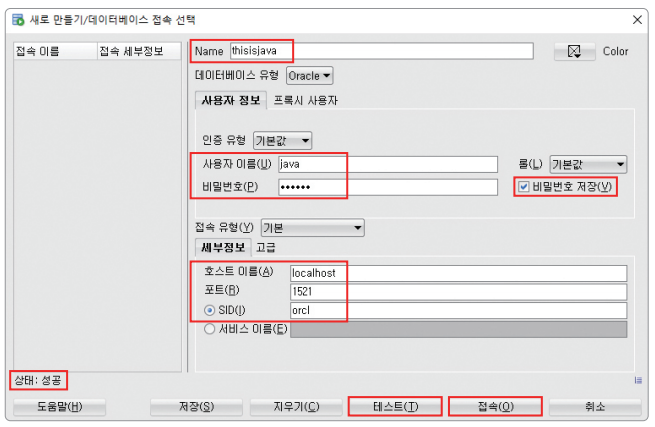 새로 만들기/데이터베이스 접속 선택
접속 이름 접속 세부정보
Name thisisjava Color
데이터베이스 유형 Oracle
사용자 정보 프록시 사용자
인증 유형 기본값
사용자 이름(U) java 롤(L) 기본값
비밀번호(P) •••••• 비밀번호 저장(V)
접속 유형(Y) 기본
세부정보 고급
호스트 이름(A) localhost
포트(R) 1521
SID(I) orcl
서비스 이름(E)
상태: 성공
도움말(H) 저장(S) 지우기(C) 테스트(T) 접속(O) 취소